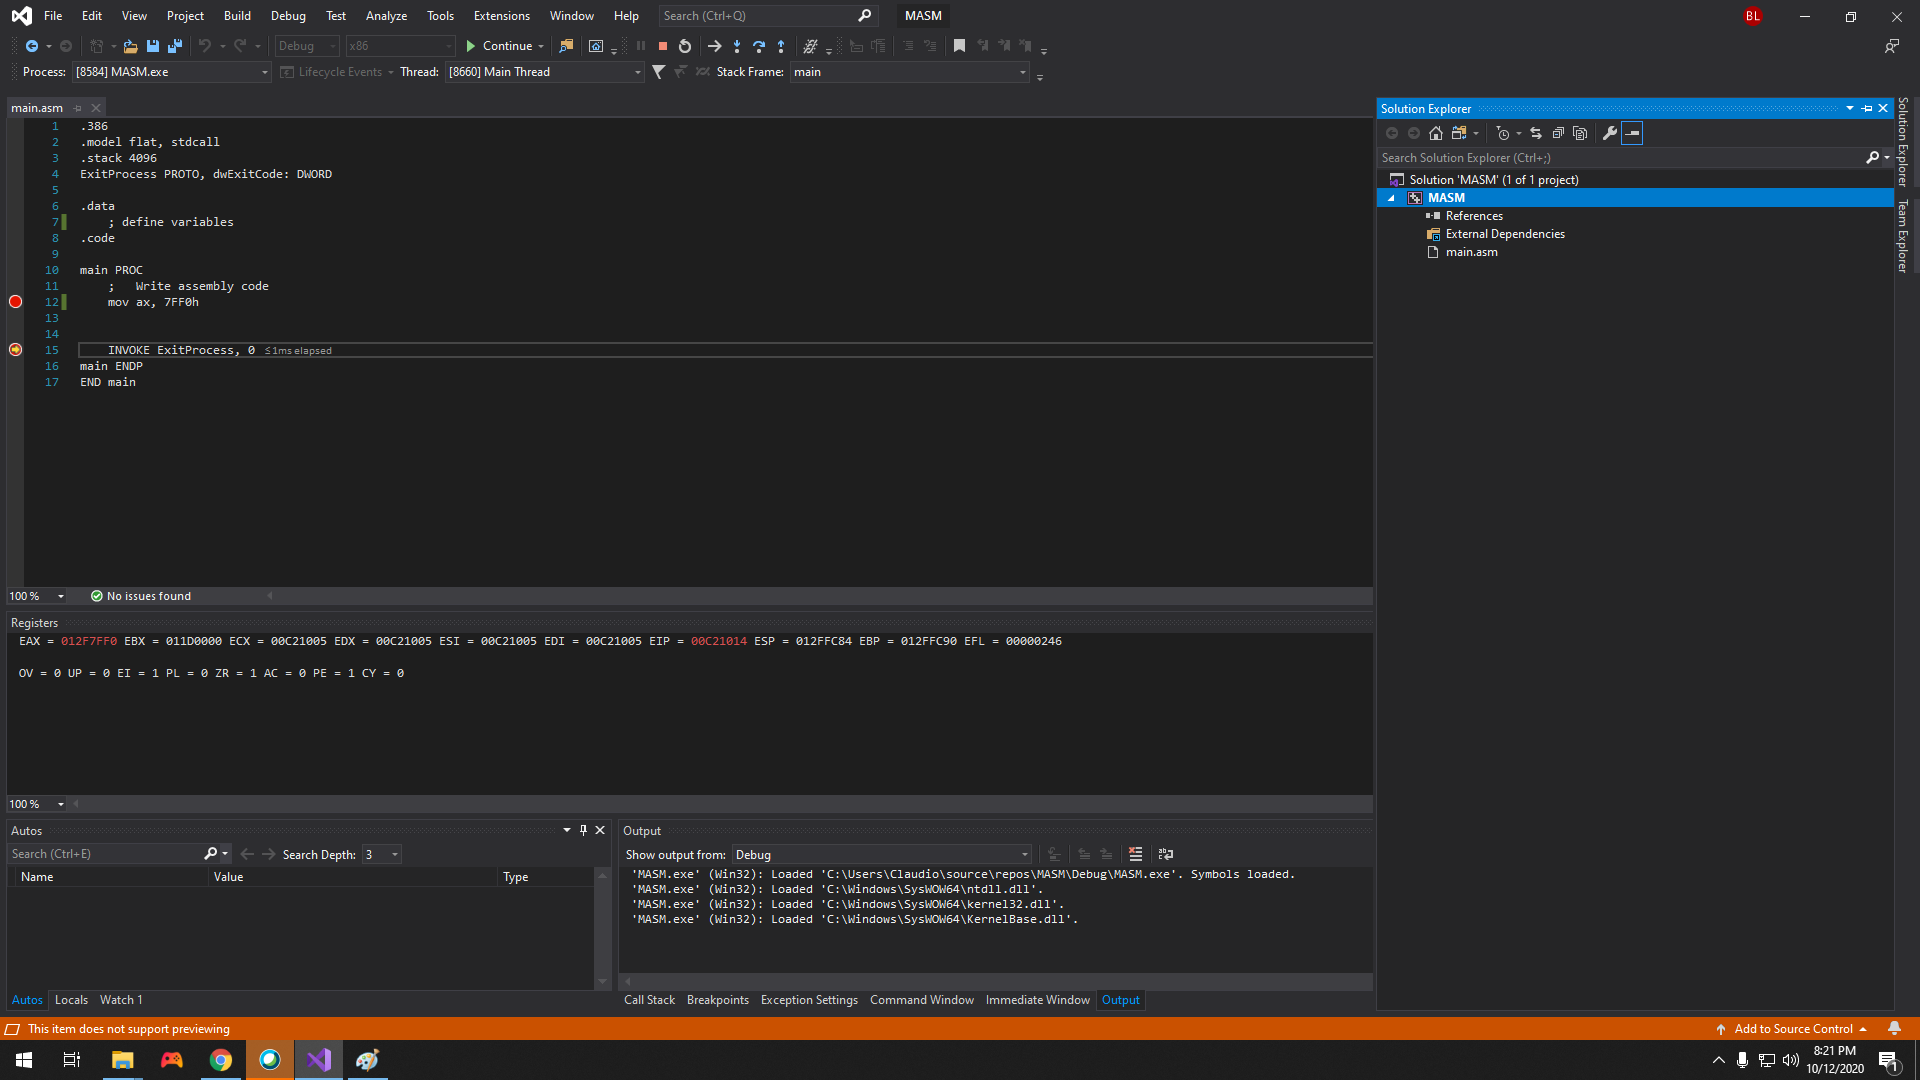 File Edit View Project Build Debug Test Analyze Tools Extensions Window Help Search (Ctrl+Q) MASM BL
Debug x86 Continue
Process: [8584] MASM.exe Lifecycle Events Thread: [8660] Main Thread Stack Frame: main
main.asm
1 .386
2 .model flat, stdcall
3 .stack 4096
4 ExitProcess PROTO, dwExitCode: DWORD
5
6 .data
7 ; define variables
8 .code
9
10 main PROC
11 ; Write assembly code
12 mov ax, 7FF0h
13
14
15 INVOKE ExitProcess, 0 ≤1ms elapsed
16 main ENDP
17 END main
100 % No issues found
Registers
EAX = 012F7FF0 EBX = 011D0000 ECX = 00C21005 EDX = 00C21005 ESI = 00C21005 EDI = 00C21005 EIP = 00C21014 ESP = 012FFC84 EBP = 012FFC90 EFL = 00000246
OV = 0 UP = 0 EI = 1 PL = 0 ZR = 1 AC = 0 PE = 1 CY = 0
100 %
Autos
Search (Ctrl+E) Search Depth: 3
Name Value Type
Autos Locals Watch 1
Output
Show output from: Debug
'MASM.exe' (Win32): Loaded 'C:\Users\Claudio\source\repos\MASM\Debug\MASM.exe'. Symbols loaded.
'MASM.exe' (Win32): Loaded 'C:\Windows\SysWOW64\ntdll.dll'.
'MASM.exe' (Win32): Loaded 'C:\Windows\SysWOW64\kernel32.dll'.
'MASM.exe' (Win32): Loaded 'C:\Windows\SysWOW64\KernelBase.dll'.
Call Stack Breakpoints Exception Settings Command Window Immediate Window Output
Solution Explorer
Search Solution Explorer (Ctrl+;)
Solution 'MASM' (1 of 1 project)
MASM
References
External Dependencies
main.asm
Solution Explorer
Team Explorer
This item does not support previewing Add to Source Control
8:21 PM
10/12/2020
1